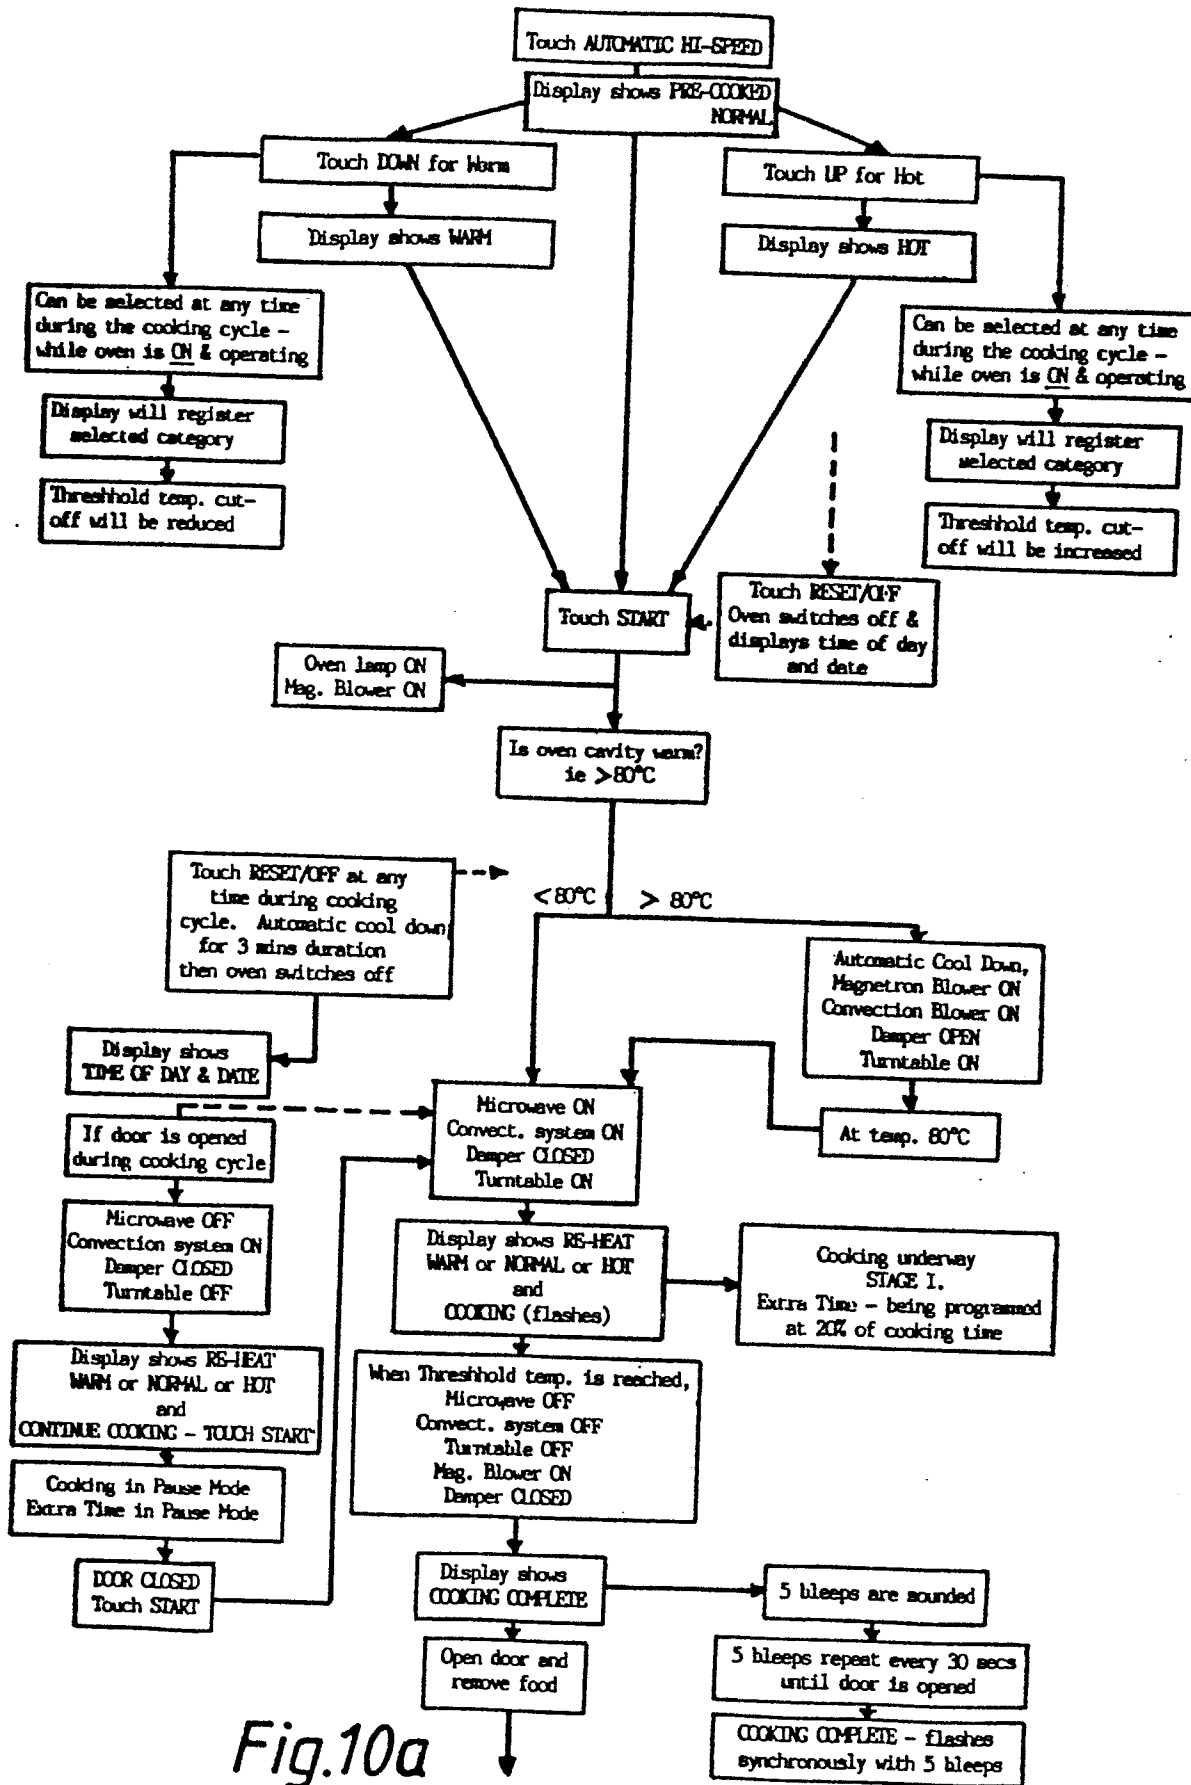 Touch AUTOMATIC HI-SPEED
Display shows PRE-COOKED
NORMAL
Touch DOWN for Warm
Touch UP for Hot
Display shows WARM
Display shows HOT
Can be selected at any time
during the cooking cycle -
while oven is ON & operating
Can be selected at any time
during the cooking cycle -
while oven is ON & operating
Display will register
selected category
Display will register
selected category
Threshhold temp. cut-
off will be reduced
Threshhold temp. cut-
off will be increased
Touch START
Touch RESET/OFF
Oven switches off &
displays time of day
and date
Oven lamp ON
Mag. Blower ON
Is oven cavity warm?
ie >80°C
Touch RESET/OFF at any
time during cooking
cycle. Automatic cool down
for 3 mins duration
then oven switches off
<80°C
> 80°C
Automatic Cool Down,
Magnetron Blower ON
Convection Blower ON
Damper OPEN
Turntable ON
Display shows
TIME OF DAY & DATE
At temp. 80°C
Microwave ON
Convect. system ON
Damper CLOSED
Turntable ON
If door is opened
during cooking cycle
Microwave OFF
Convection system ON
Damper CLOSED
Turntable OFF
Display shows RE-HEAT
WARM or NORMAL or HOT
and
COOKING (flashes)
Cooking underway
STAGE I.
Extra Time - being programmed
at 20% of cooking time
Display shows RE-HEAT
WARM or NORMAL or HOT
and
CONTINUE COOKING - TOUCH START
When Threshhold temp. is reached,
Microwave OFF
Convect. system OFF
Turntable OFF
Mag. Blower ON
Damper CLOSED
Cooking in Pause Mode
Extra Time in Pause Mode
DOOR CLOSED
Touch START
Display shows
COOKING COMPLETE
5 bleeps are sounded
Open door and
remove food
5 bleeps repeat every 30 secs
until door is opened
COOKING COMPLETE - flashes
synchronously with 5 bleeps
Fig.10a